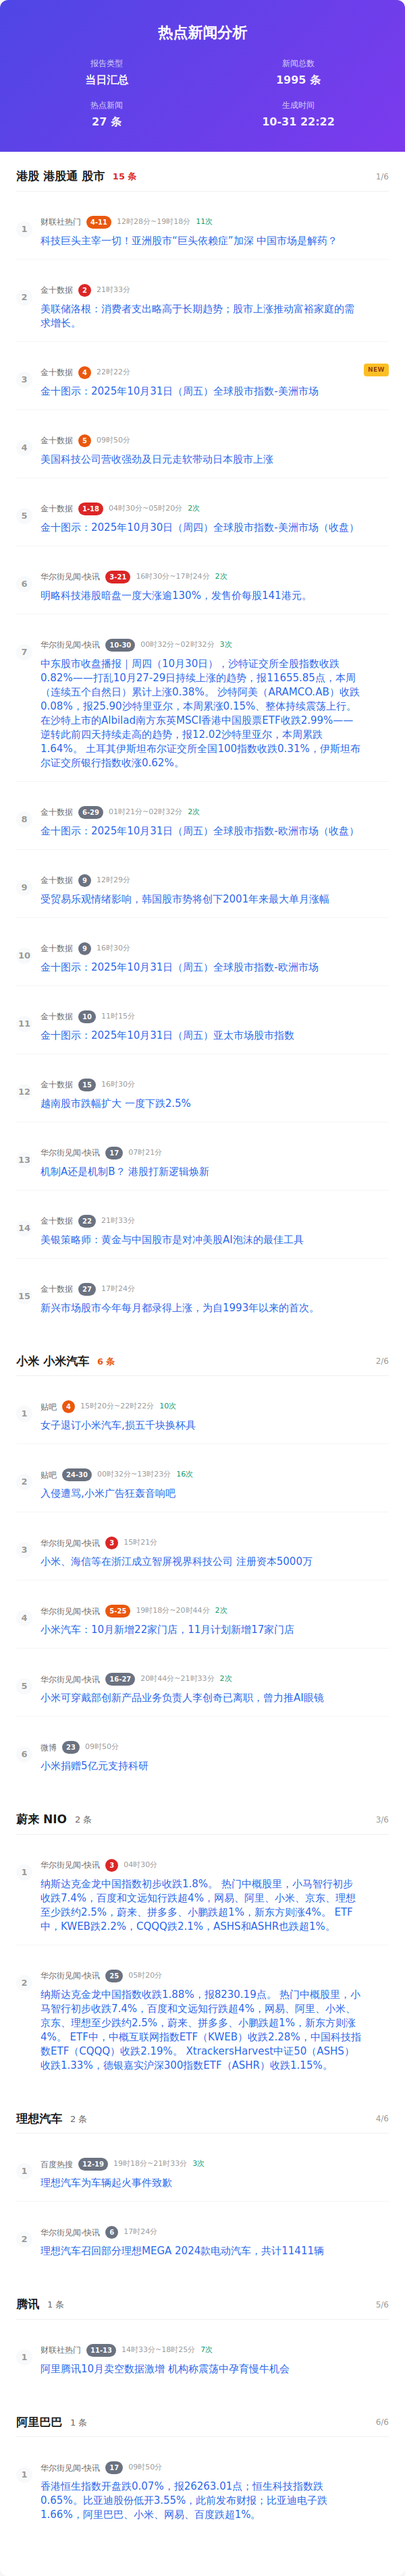 热点新闻分析
报告类型
当日汇总
新闻总数
1995 条
热点新闻
27 条
生成时间
10-31 22:22
港股 港股通 股市 15 条 1/6
1
财联社热门 4-11 12时28分~19时18分 11次
科技巨头主宰一切！亚洲股市“巨头依赖症”加深 中国市场是解药？
2
金十数据 2 21时33分
美联储洛根：消费者支出略高于长期趋势；股市上涨推动富裕家庭的需
求增长。
3
金十数据 4 22时22分
NEW
金十图示：2025年10月31日（周五）全球股市指数-美洲市场
4
金十数据 5 09时50分
美国科技公司营收强劲及日元走软带动日本股市上涨
5
金十数据 1-18 04时30分~05时20分 2次
金十图示：2025年10月30日（周四）全球股市指数-美洲市场（收盘）
6
华尔街见闻-快讯 3-21 16时30分~17时24分 2次
明略科技港股暗盘一度大涨逾130%，发售价每股141港元。
7
华尔街见闻-快讯 10-30 00时32分~02时32分 3次
中东股市收盘播报｜周四（10月30日），沙特证交所全股指数收跌
0.82%——打乱10月27-29日持续上涨的趋势，报11655.85点，本周
（连续五个自然日）累计上涨0.38%。 沙特阿美（ARAMCO.AB）收跌
0.08%，报25.90沙特里亚尔，本周累涨0.15%、整体持续震荡上行。
在沙特上市的Albilad南方东英MSCI香港中国股票ETF收跌2.99%——
逆转此前四天持续走高的趋势，报12.02沙特里亚尔，本周累跌
1.64%。 土耳其伊斯坦布尔证交所全国100指数收跌0.31%，伊斯坦布
尔证交所银行指数收涨0.62%。
8
金十数据 6-29 01时21分~02时32分 2次
金十图示：2025年10月31日（周五）全球股市指数-欧洲市场（收盘）
9
金十数据 9 12时29分
受贸易乐观情绪影响，韩国股市势将创下2001年来最大单月涨幅
10
金十数据 9 16时30分
金十图示：2025年10月31日（周五）全球股市指数-欧洲市场
11
金十数据 10 11时15分
金十图示：2025年10月31日（周五）亚太市场股市指数
12
金十数据 15 16时30分
越南股市跌幅扩大 一度下跌2.5%
13
华尔街见闻-快讯 17 07时21分
机制A还是机制B？ 港股打新逻辑焕新
14
金十数据 22 21时33分
美银策略师：黄金与中国股市是对冲美股AI泡沫的最佳工具
15
金十数据 27 17时24分
新兴市场股市今年每月都录得上涨，为自1993年以来的首次。
小米 小米汽车 6 条 2/6
1
贴吧 4 15时20分~22时22分 10次
女子退订小米汽车,损五千块换杯具
2
贴吧 24-30 00时32分~13时23分 16次
入侵遭骂,小米广告狂轰音响吧
3
华尔街见闻-快讯 3 15时21分
小米、海信等在浙江成立智屏视界科技公司 注册资本5000万
4
华尔街见闻-快讯 5-25 19时18分~20时44分 2次
小米汽车：10月新增22家门店，11月计划新增17家门店
5
华尔街见闻-快讯 16-27 20时44分~21时33分 2次
小米可穿戴部创新产品业务负责人李创奇已离职，曾力推AI眼镜
6
微博 23 09时50分
小米捐赠5亿元支持科研
蔚来 NIO 2 条 3/6
1
华尔街见闻-快讯 3 04时30分
纳斯达克金龙中国指数初步收跌1.8%。 热门中概股里，小马智行初步
收跌7.4%，百度和文远知行跌超4%，网易、阿里、小米、京东、理想
至少跌约2.5%，蔚来、拼多多、小鹏跌超1%，新东方则涨4%。 ETF
中，KWEB跌2.2%，CQQQ跌2.1%，ASHS和ASHR也跌超1%。
2
华尔街见闻-快讯 25 05时20分
纳斯达克金龙中国指数收跌1.88%，报8230.19点。 热门中概股里，小
马智行初步收跌7.4%，百度和文远知行跌超4%，网易、阿里、小米、
京东、理想至少跌约2.5%，蔚来、拼多多、小鹏跌超1%，新东方则涨
4%。 ETF中，中概互联网指数ETF（KWEB）收跌2.28%，中国科技指
数ETF（CQQQ）收跌2.19%。 XtrackersHarvest中证50（ASHS）
收跌1.33%，德银嘉实沪深300指数ETF（ASHR）收跌1.15%。
理想汽车 2 条 4/6
1
百度热搜 12-19 19时18分~21时33分 3次
理想汽车为车辆起火事件致歉
2
华尔街见闻-快讯 6 17时24分
理想汽车召回部分理想MEGA 2024款电动汽车，共计11411辆
腾讯 1 条 5/6
1
财联社热门 11-13 14时33分~18时25分 7次
阿里腾讯10月卖空数据激增 机构称震荡中孕育慢牛机会
阿里巴巴 1 条 6/6
1
华尔街见闻-快讯 17 09时50分
香港恒生指数开盘跌0.07%，报26263.01点；恒生科技指数跌
0.65%。比亚迪股份低开3.55%，此前发布财报；比亚迪电子跌
1.66%，阿里巴巴、小米、网易、百度跌超1%。